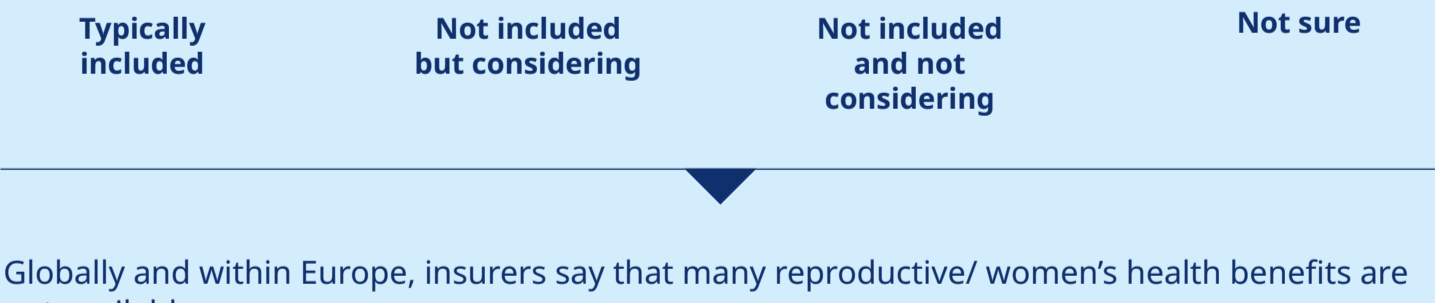 Typically
included
Not included
but considering
Not included
and not
considering
Not sure
Globally and within Europe, insurers say that many reproductive/ women’s health benefits are